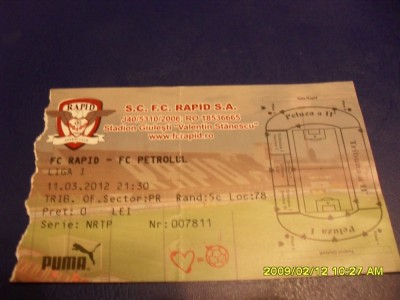 RAPID
S.C. F.C. RAPID S.A.
J40/5310/2006 RO 18536665
Stadion Giulesti "Valentin Stanescu"
www.fcrapid.ro
FC RAPID - FC PETROLUL
LIGA I
11.03.2012 21:30
TRIB. OF. Sector:PR Rand:5c Loc:78
Pret: 0 LEI
Serie: NRTP Nr:007811
PUMA
Peluza a II
Peluza I
2009/02/12 10:27 AM